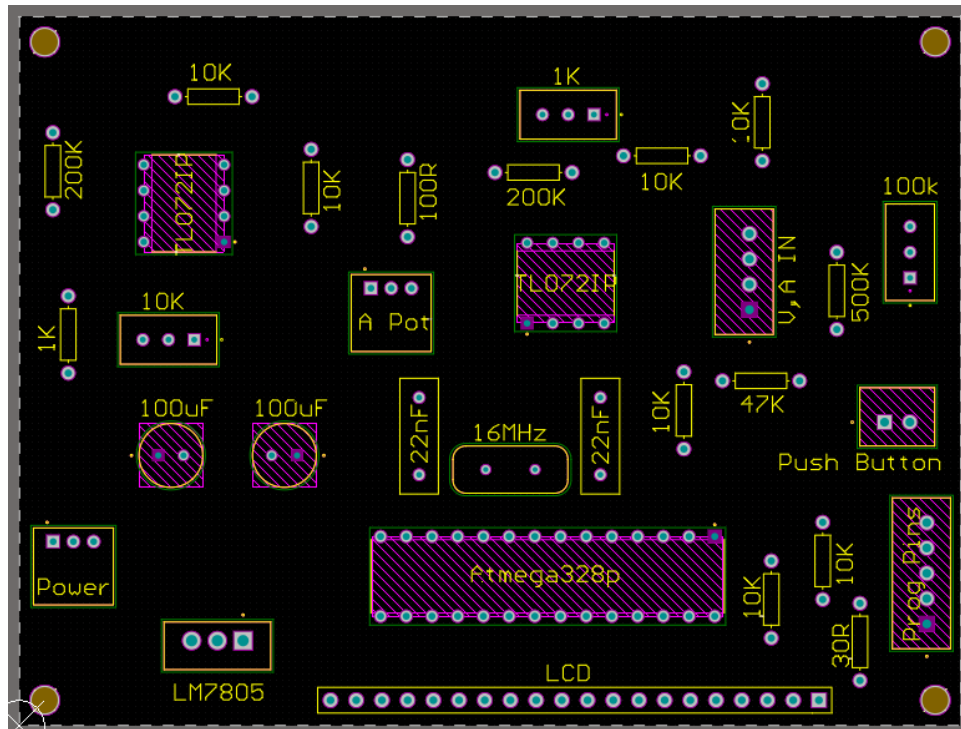 10K
1K
10K
200K
TL072IP
10K
100R
200K
10K
100k
V,A IN
500K
TL072IP
10K
1K
A Pot
10K
47K
100uF
100uF
22nF
16MHz
22nF
Push Button
Power
Atmega328p
10K
10K
Prog Pins
30R
LM7805
LCD